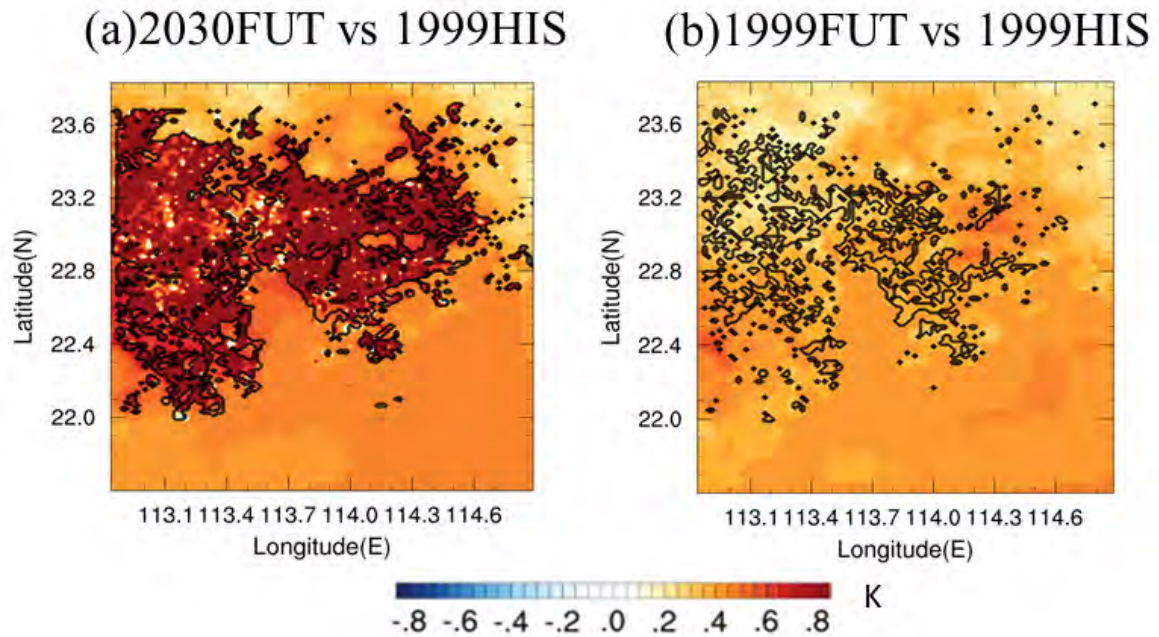 (a)2030FUT vs 1999HIS
(b)1999FUT vs 1999HIS
Latitude(N)
23.6
23.2
22.8
22.4
22.0
113.1 113.4 113.7 114.0 114.3 114.6
Longitude(E)
Latitude(N)
23.6
23.2
22.8
22.4
22.0
113.1 113.4 113.7 114.0 114.3 114.6
Longitude(E)
K
-.8 -.6 -.4 -.2 .0 .2 .4 .6 .8